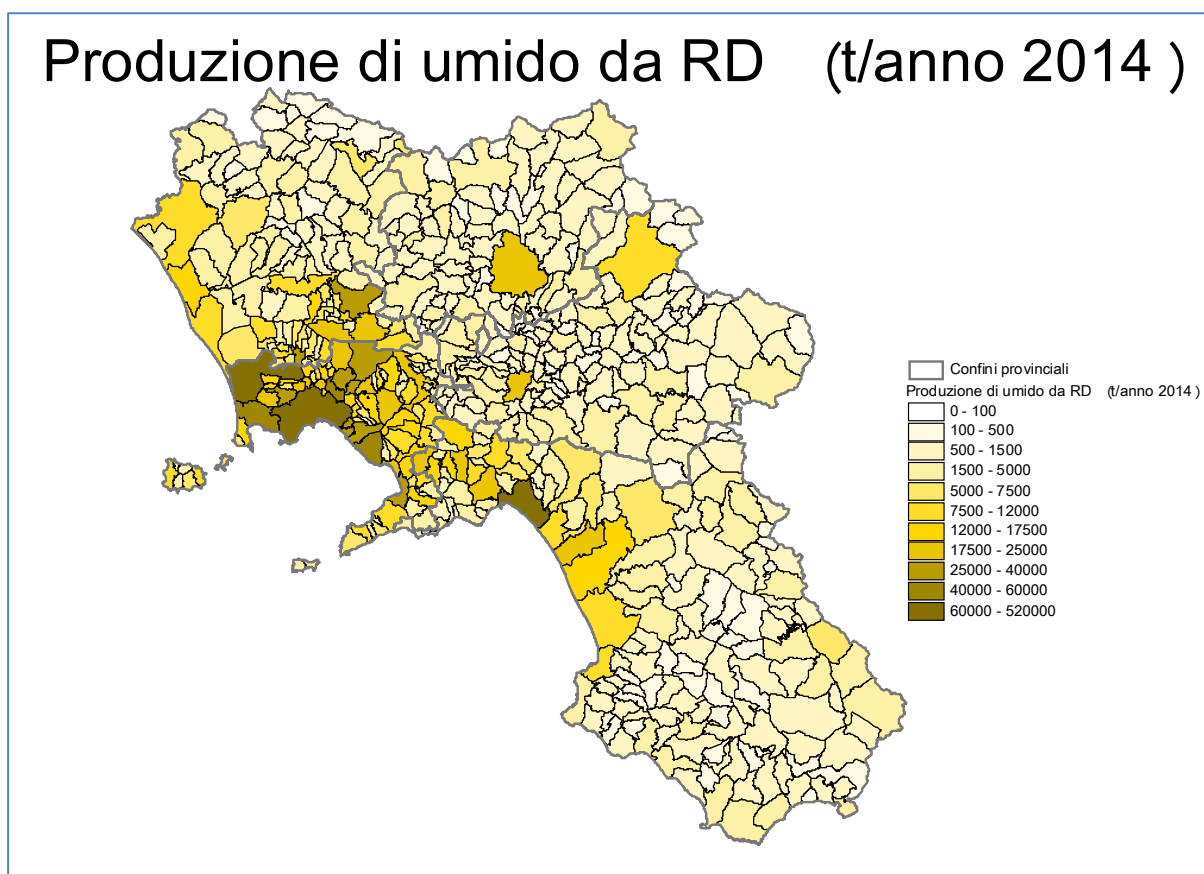 Produzione di umido da RD (t/anno 2014 )
Confini provinciali
Produzione di umido da RD (t/anno 2014 )
0 - 100
100 - 500
500 - 1500
1500 - 5000
5000 - 7500
7500 - 12000
12000 - 17500
17500 - 25000
25000 - 40000
40000 - 60000
60000 - 520000